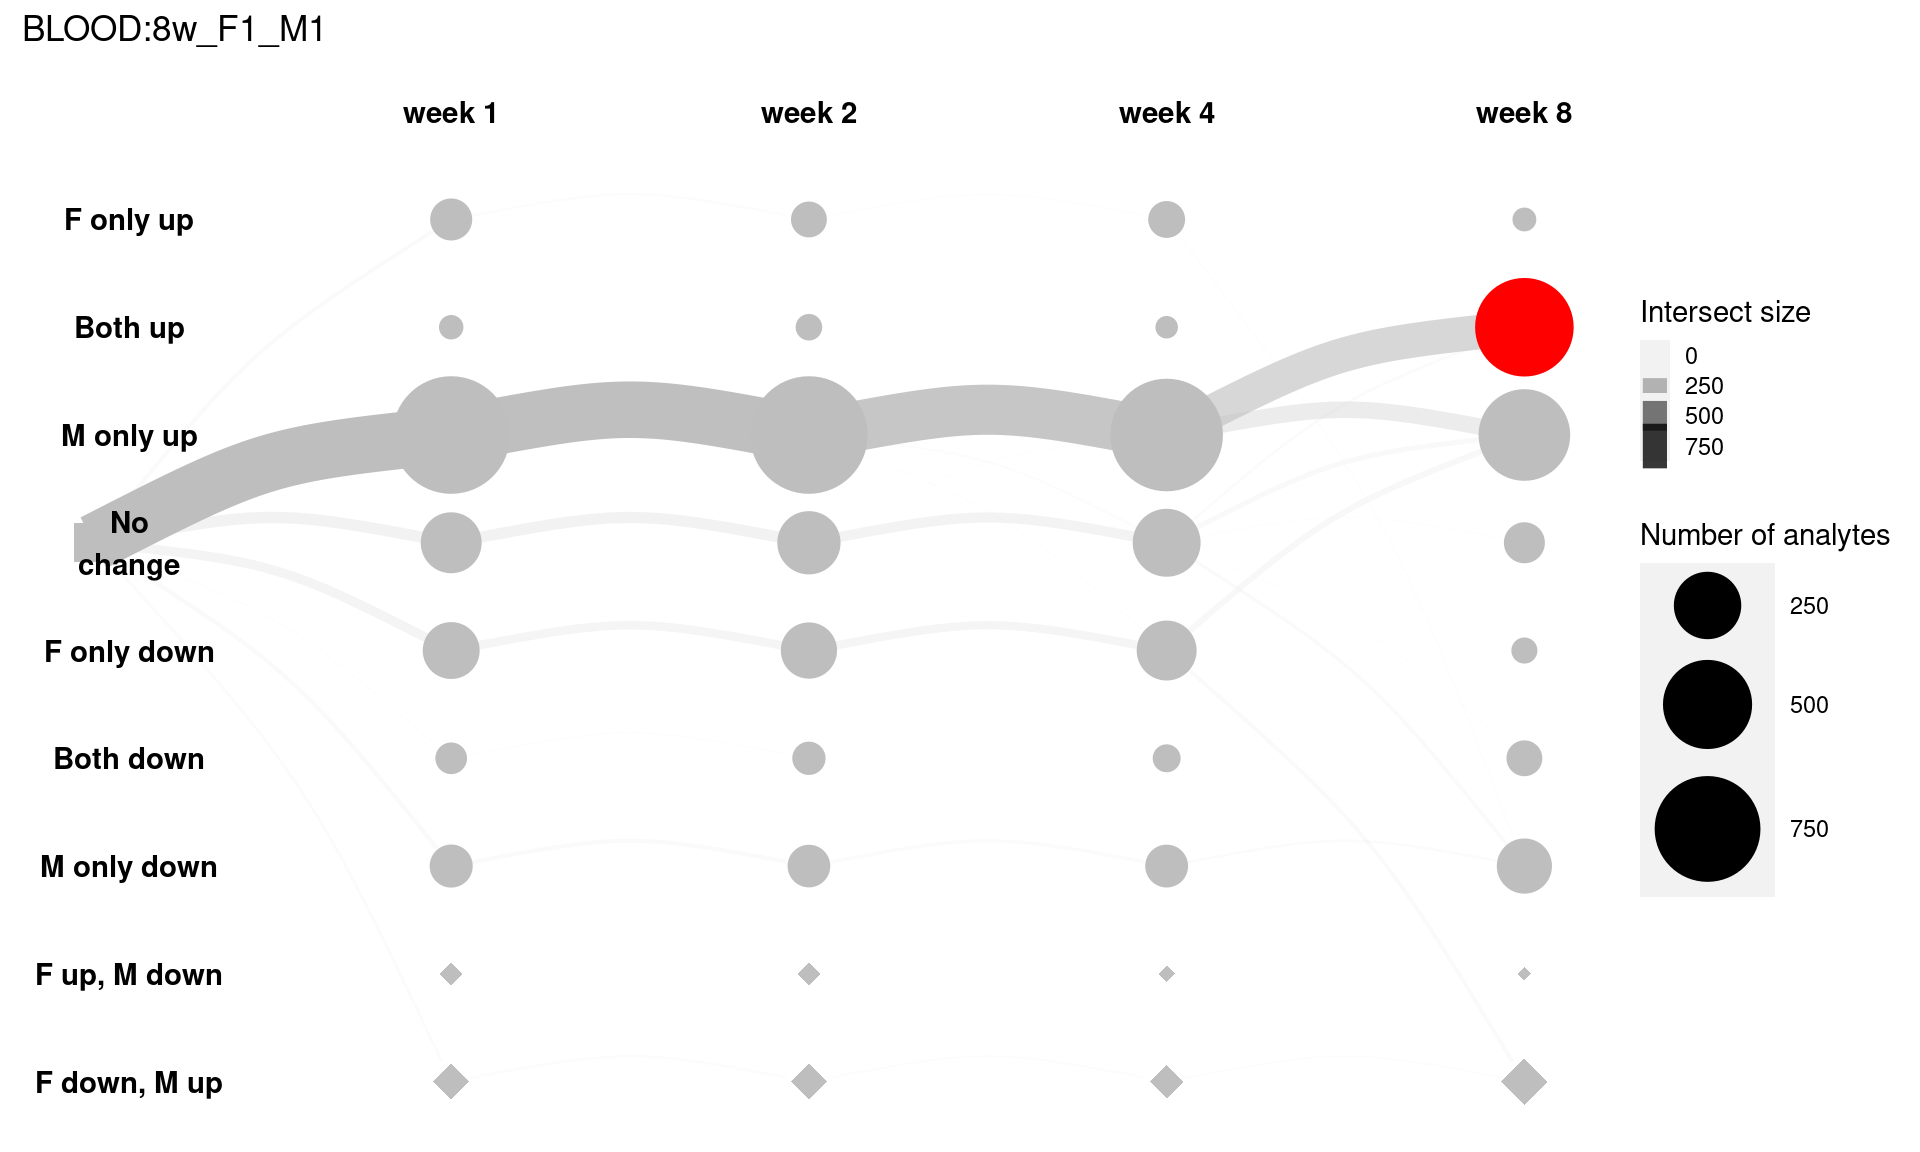 BLOOD:8w_F1_M1
week 1
week 2
week 4
week 8
F only up
Both up
M only up
No
change
F only down
Both down
M only down
F up, M down
F down, M up
Intersect size
0
250
500
750
Number of analytes
250
500
750